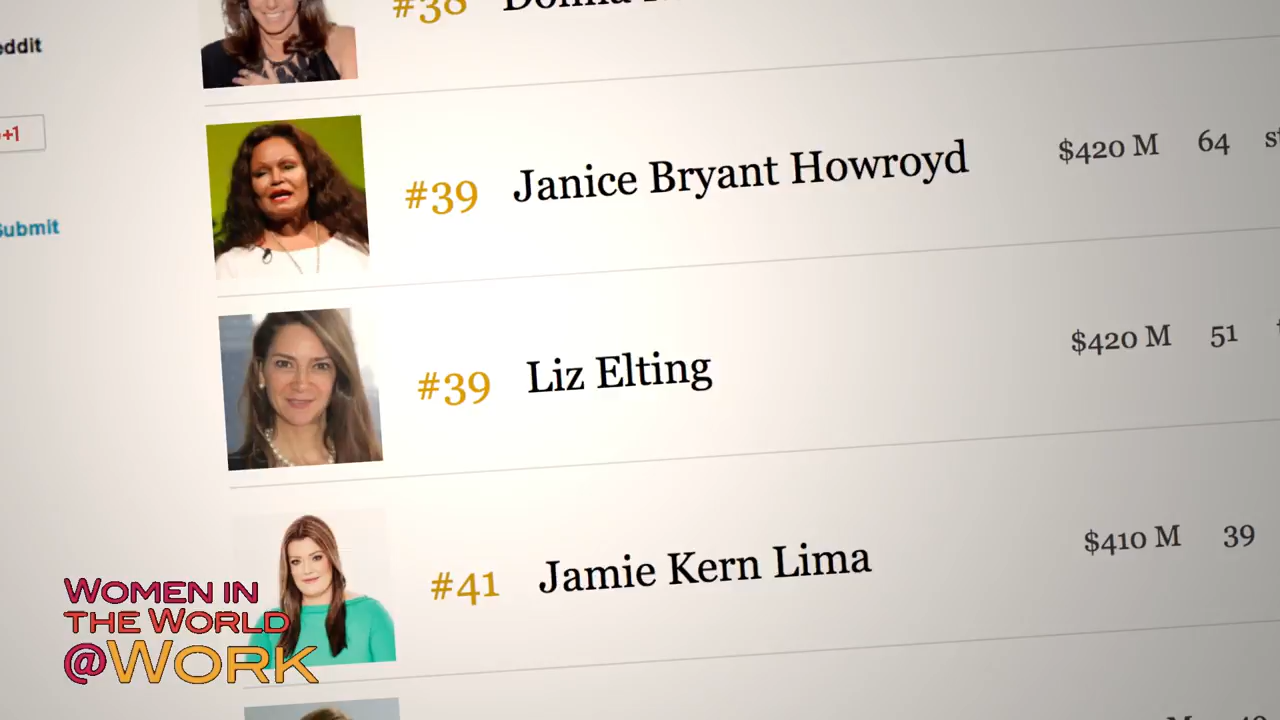 eddit
+1
Submit
#38
#39 Janice Bryant Howroyd $420 M 64
#39 Liz Elting $420 M 51
#41 Jamie Kern Lima $410 M 39
WOMEN IN
THE WORLD
@WORK